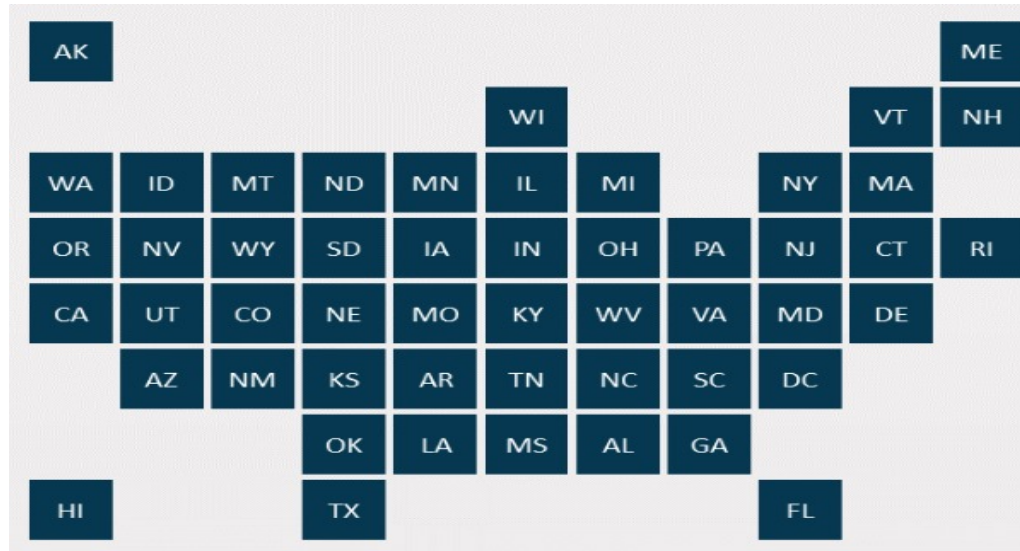 AK ME
WI VT NH
WA ID MT ND MN IL MI NY MA
OR NV WY SD IA IN OH PA NJ CT RI
CA UT CO NE MO KY WV VA MD DE
AZ NM KS AR TN NC SC DC
OK LA MS AL GA
HI TX FL